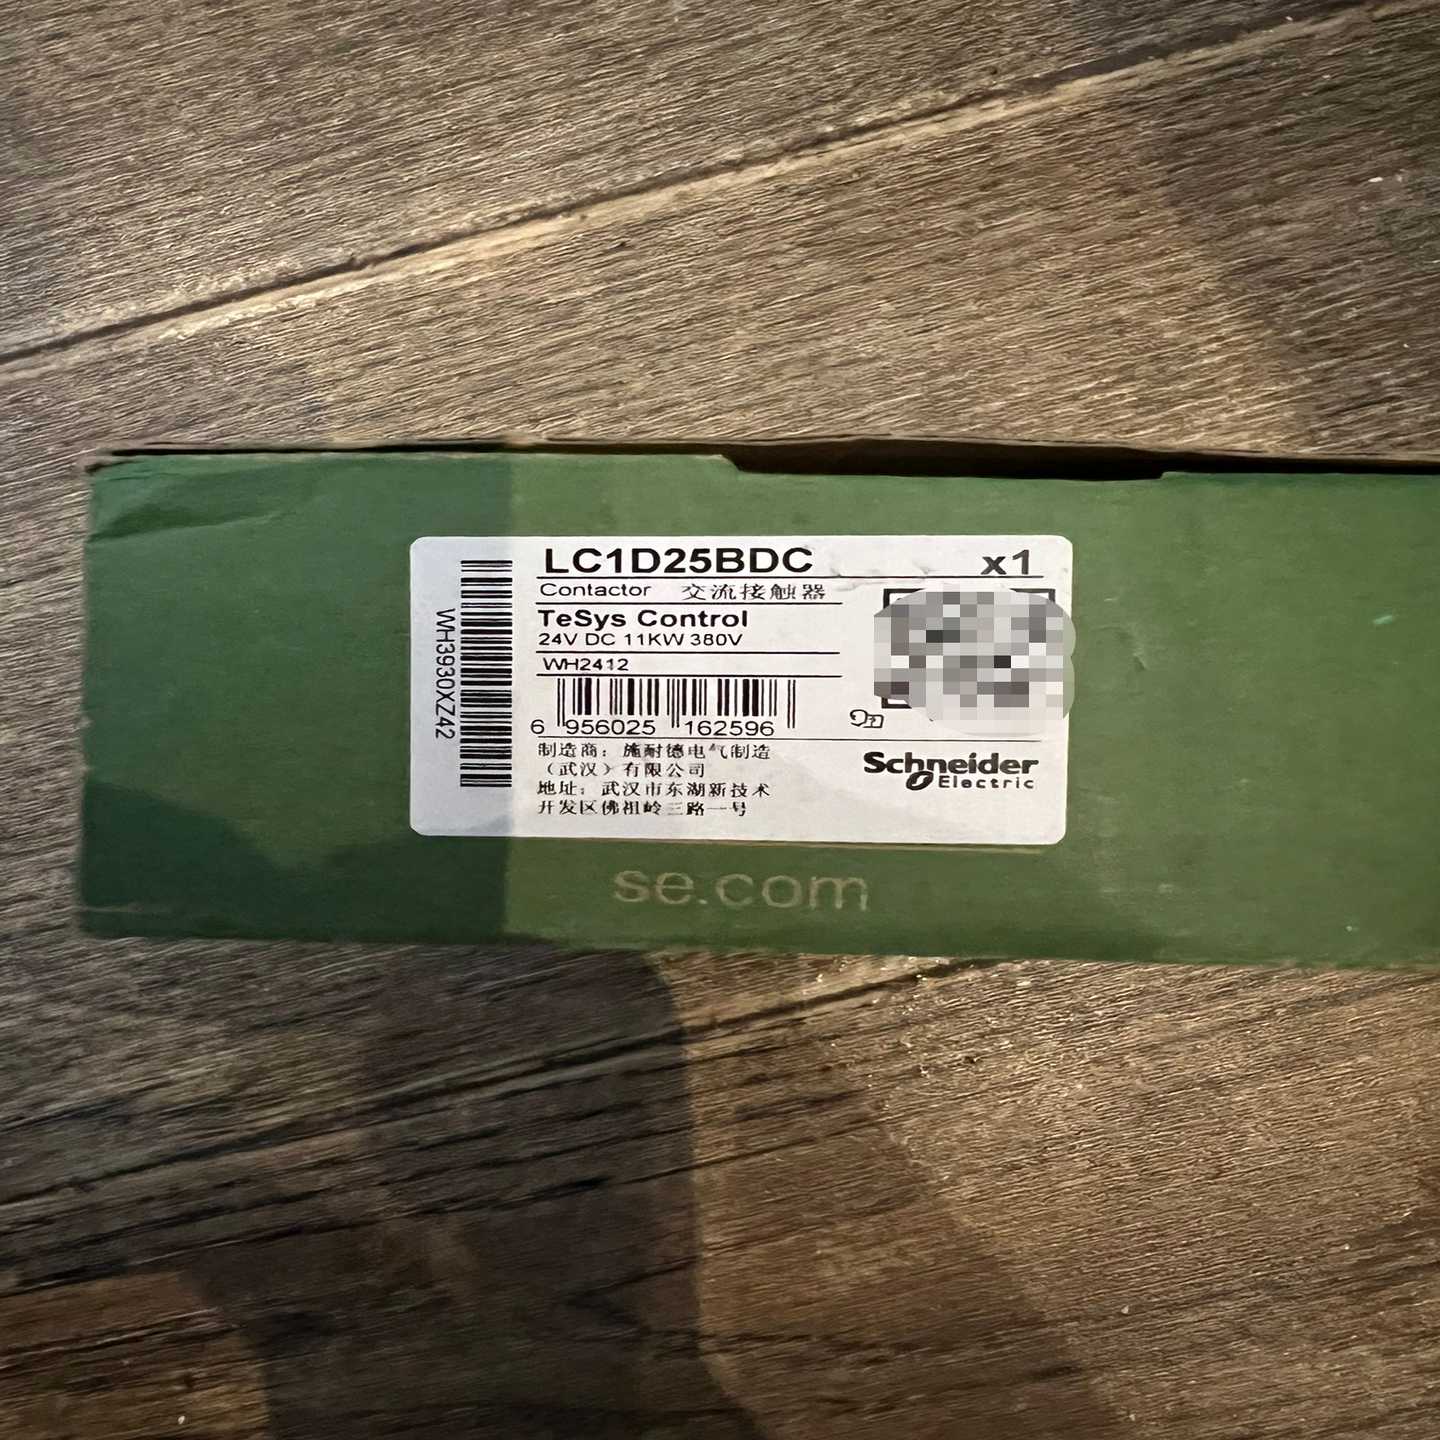 LC1D25BDC x1
Contactor 交流接触器
TeSys Control
24V DC 11KW 380V
WH2412
WH3930XZ42
6 956025 162596
制造商：施耐德电气制造
（武汉）有限公司
地址：武汉市东湖新技术
开发区佛祖岭三路一号
Schneider
Electric
se.com